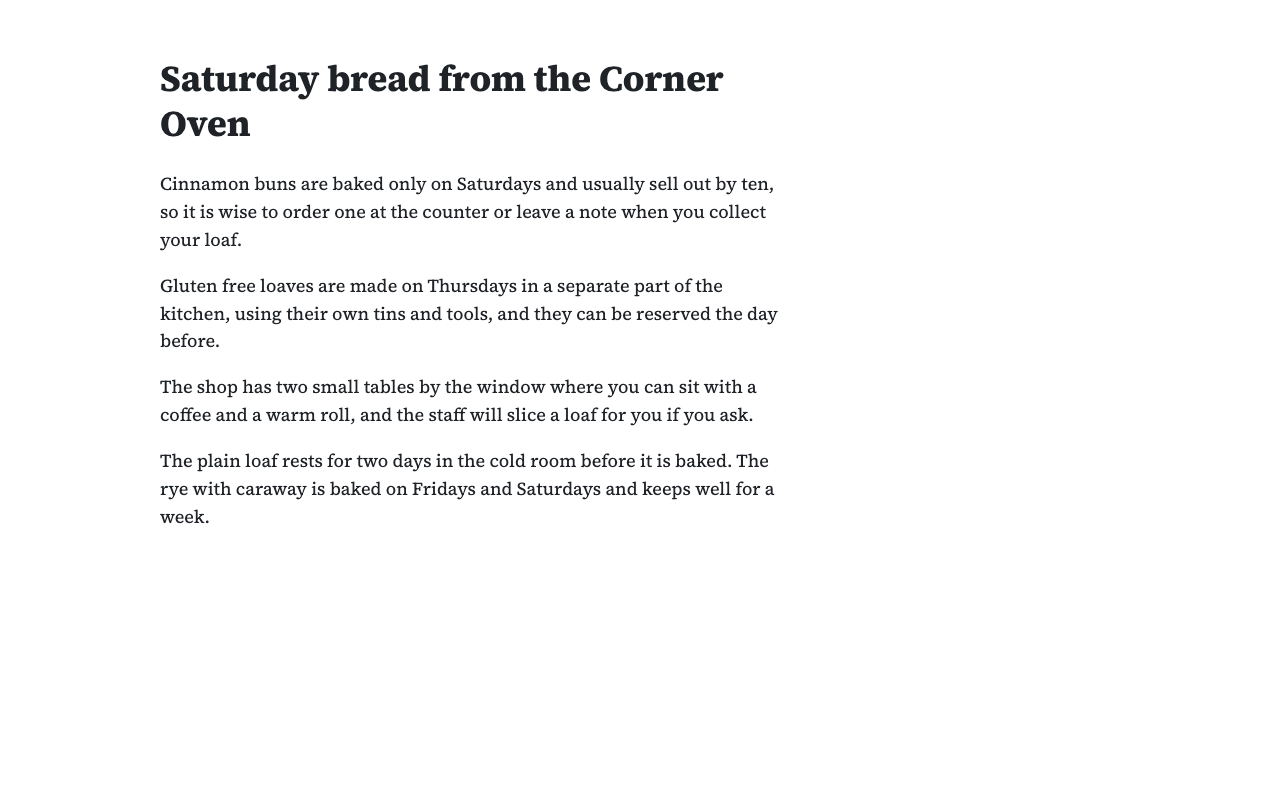 Saturday bread from the Corner
Oven
Cinnamon buns are baked only on Saturdays and usually sell out by ten,
so it is wise to order one at the counter or leave a note when you collect
your loaf.
Gluten free loaves are made on Thursdays in a separate part of the
kitchen, using their own tins and tools, and they can be reserved the day
before.
The shop has two small tables by the window where you can sit with a
coffee and a warm roll, and the staff will slice a loaf for you if you ask.
The plain loaf rests for two days in the cold room before it is baked. The
rye with caraway is baked on Fridays and Saturdays and keeps well for a
week.